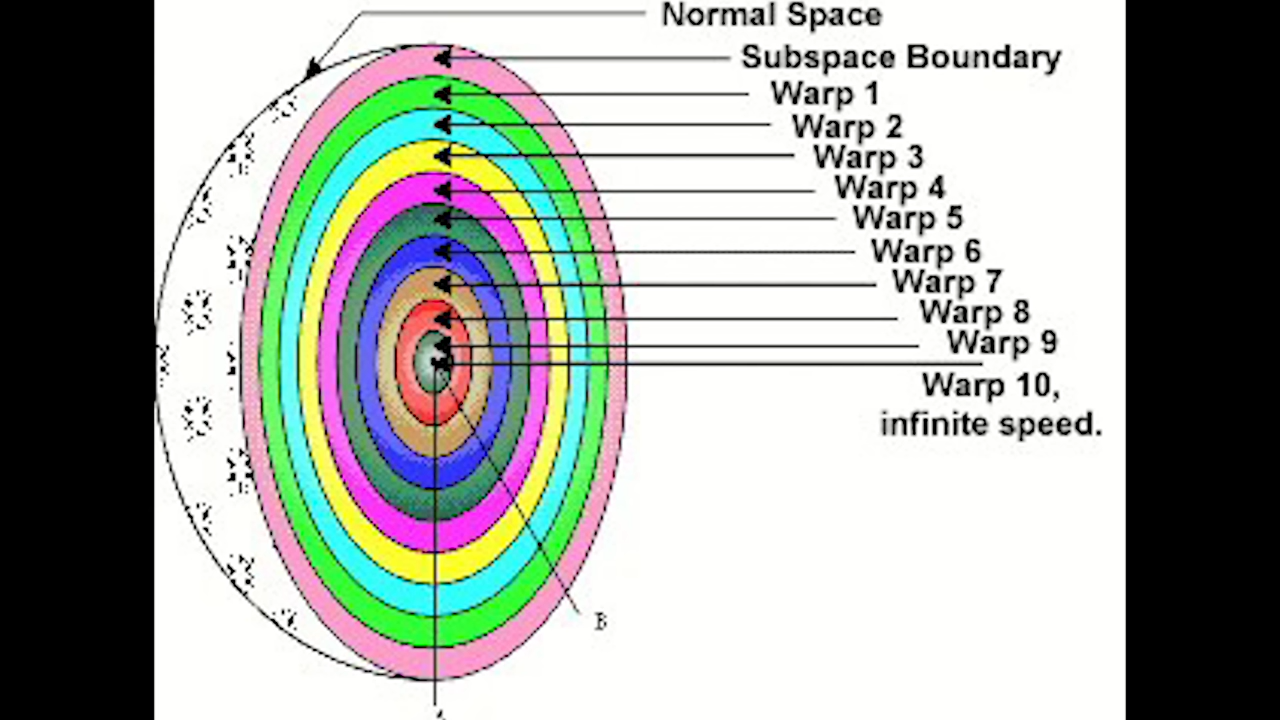 Normal Space
Subspace Boundary
Warp 1
Warp 2
Warp 3
Warp 4
Warp 5
Warp 6
Warp 7
Warp 8
Warp 9
Warp 10,
infinite speed.
B